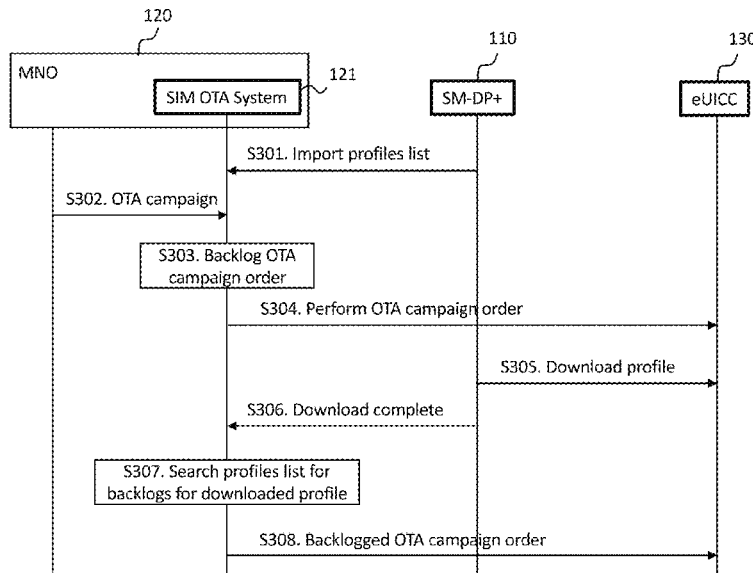 120
110
130
MNO
121
SIM OTA System
SM-DP+
eUICC
S301. Import profiles list
S302. OTA campaign
S303. Backlog OTA
campaign order
S304. Perform OTA campaign order
S305. Download profile
S306. Download complete
S307. Search profiles list for
backlogs for downloaded profile
S308. Backlogged OTA campaign order